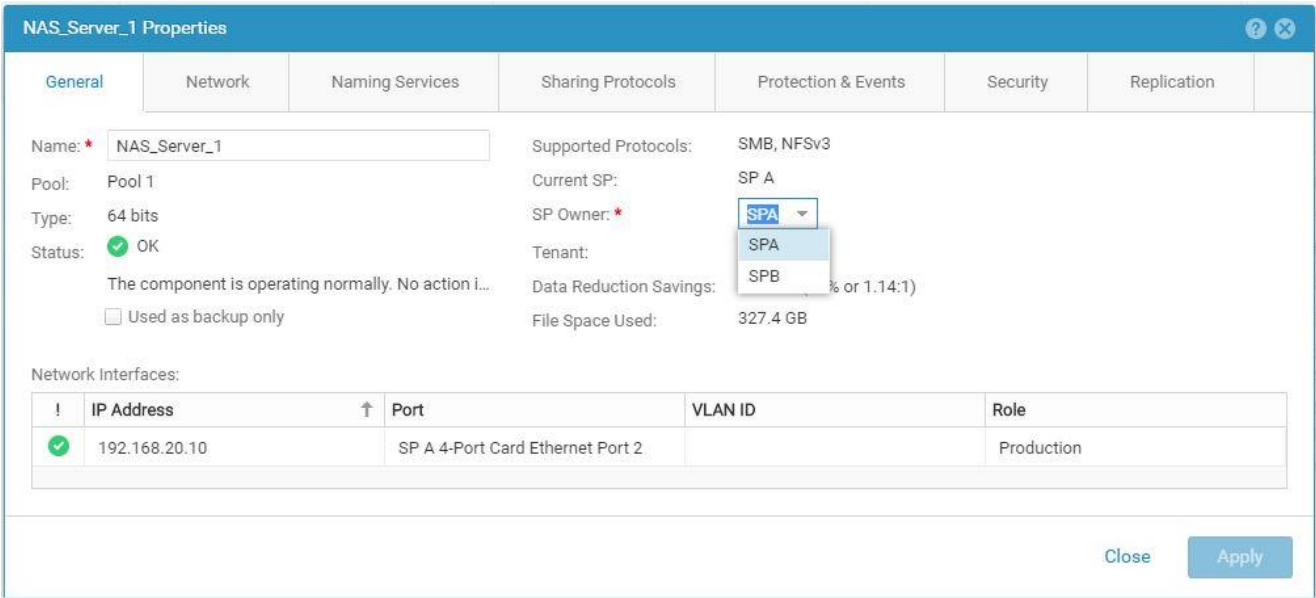 NAS_Server_1 Properties
General Network Naming Services Sharing Protocols Protection & Events Security Replication
Name: * NAS_Server_1 Supported Protocols: SMB, NFSv3
Pool: Pool 1 Current SP: SP A
Type: 64 bits SP Owner: * SPA
Status: OK Tenant: SPA
The component is operating normally. No action i... Data Reduction Savings: SPB % or 1.14:1)
Used as backup only File Space Used: 327.4 GB
Network Interfaces:
! IP Address Port VLAN ID Role
192.168.20.10 SP A 4-Port Card Ethernet Port 2 Production
Close Apply